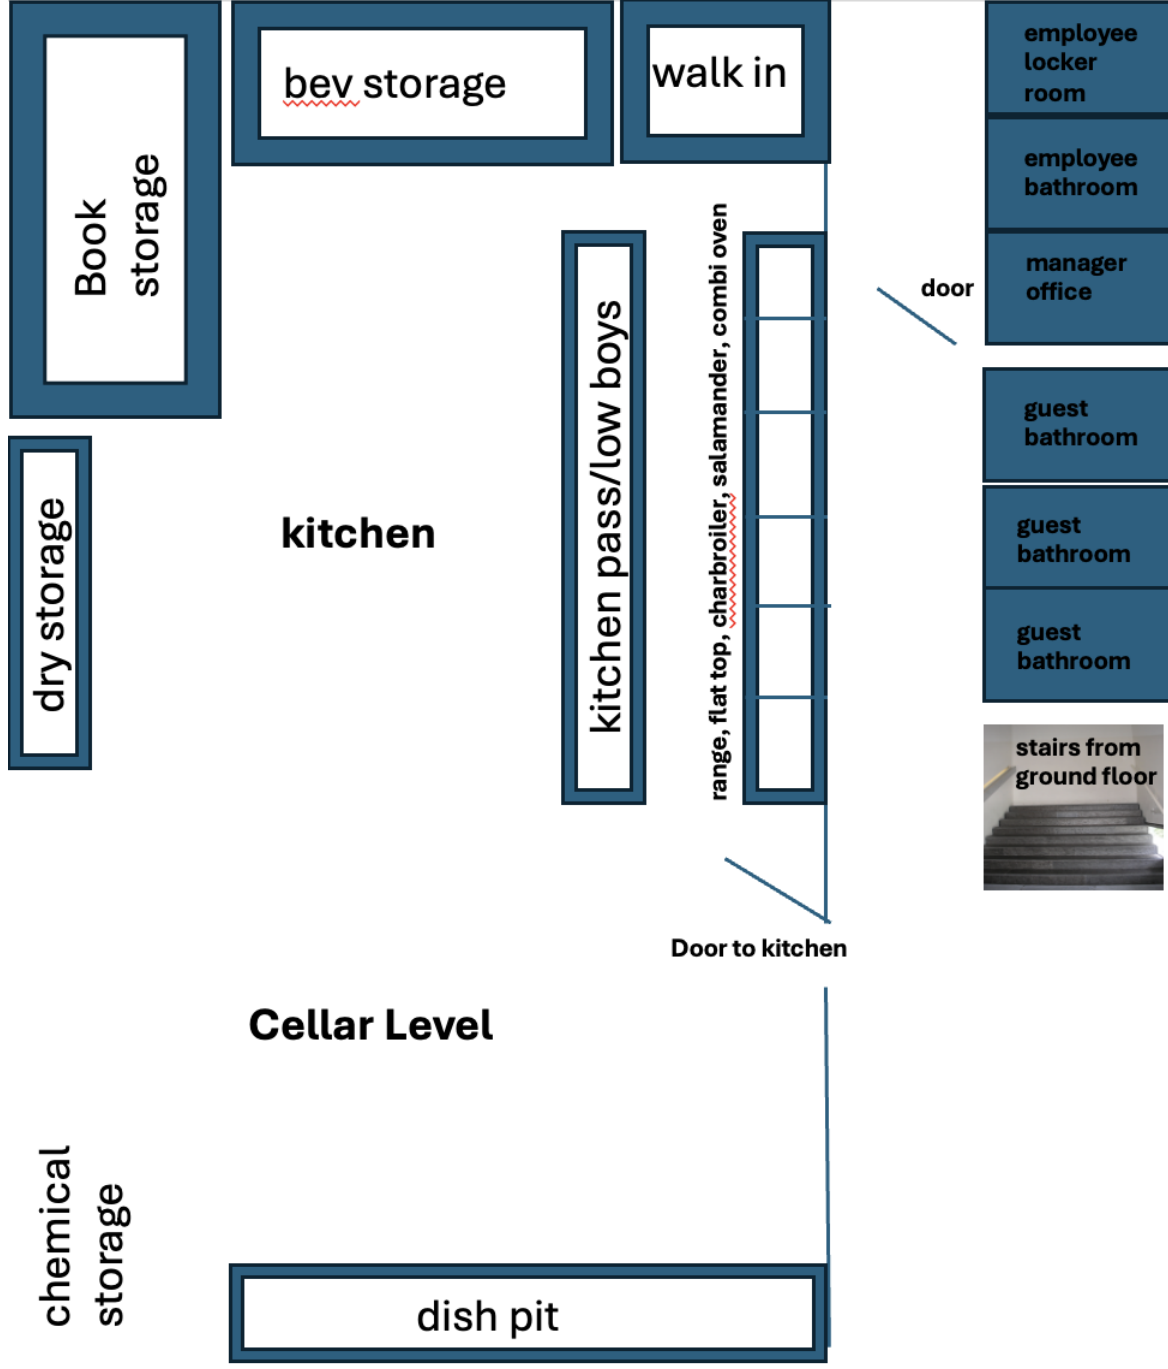 Book
storage
bev storage
walk in
employee
locker
room
employee
bathroom
manager
office
door
guest
bathroom
guest
bathroom
guest
bathroom
stairs from
ground floor
dry storage
kitchen
kitchen pass/low boys
range, flat top, charbroiler, salamander, combi oven
Door to kitchen
Cellar Level
chemical
storage
dish pit